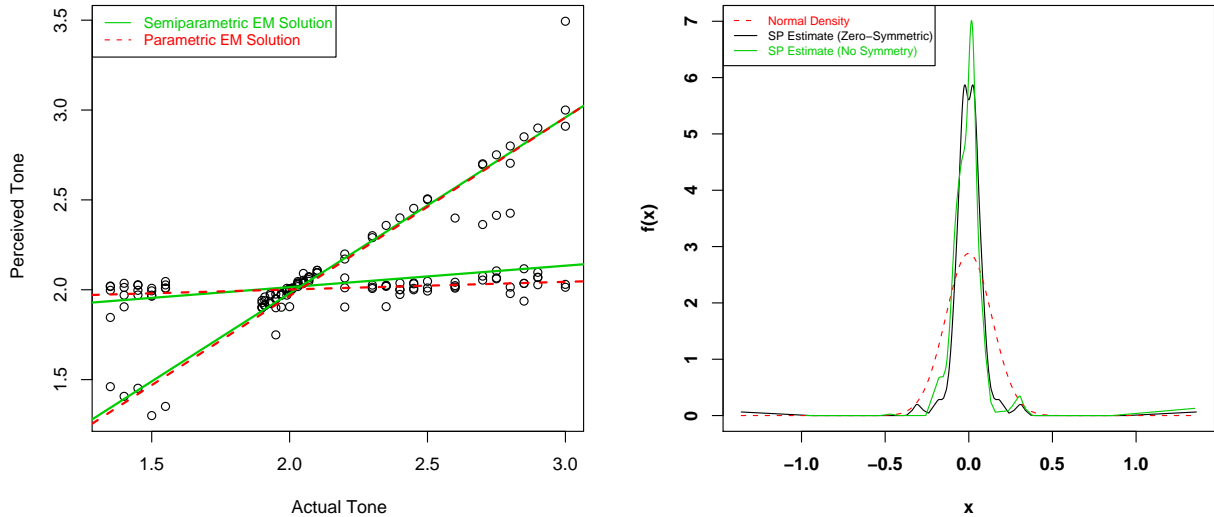 Semiparametric EM Solution
Parametric EM Solution
Perceived Tone
3.5
3.0
2.5
2.0
1.5
1.5 2.0 2.5 3.0
Actual Tone
Normal Density
SP Estimate (Zero−Symmetric)
SP Estimate (No Symmetry)
f(x)
7
6
5
4
3
2
1
0
−1.0 −0.5 0.0 0.5 1.0
x